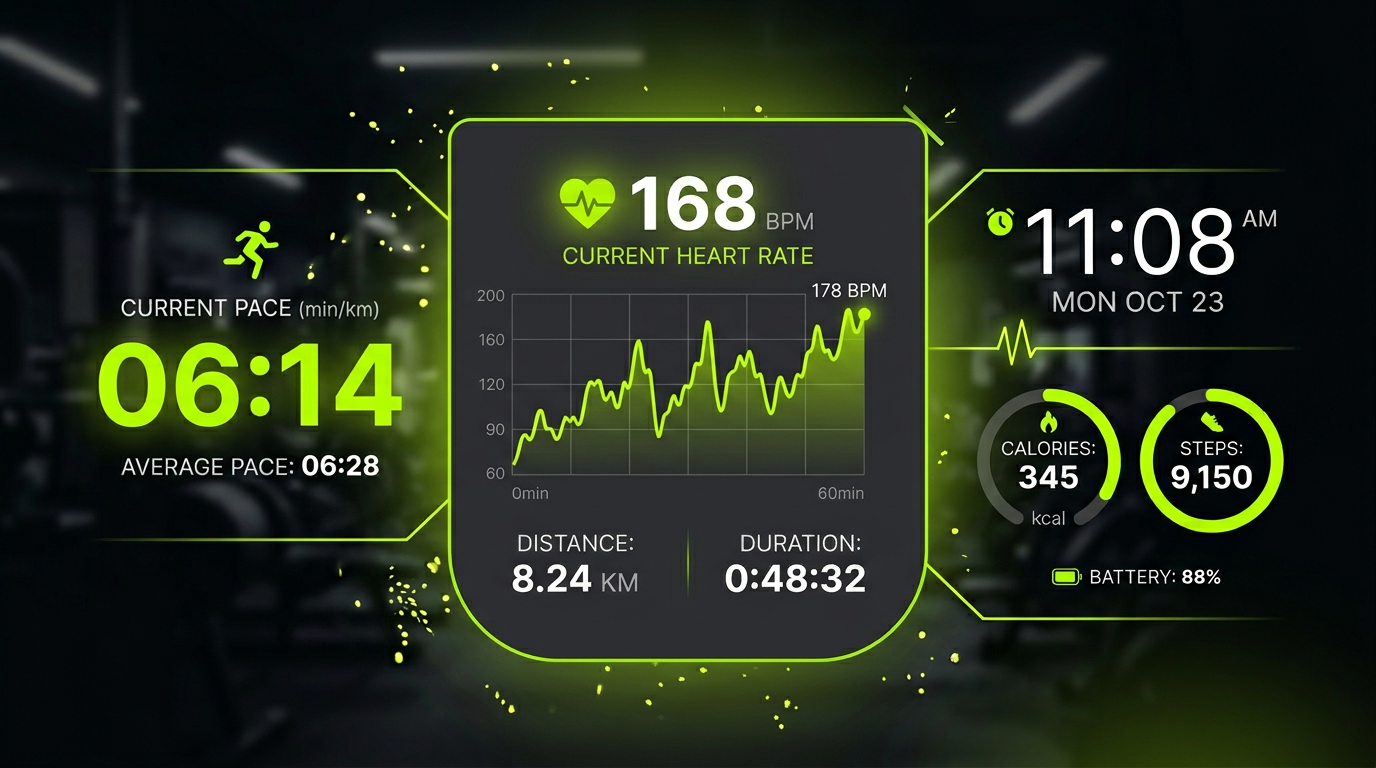 CURRENT PACE (min/km)
06:14
AVERAGE PACE: 06:28
168 BPM
CURRENT HEART RATE
178 BPM
200
160
120
90
60
0min 60min
DISTANCE:
8.24 KM
DURATION:
0:48:32
11:08 AM
MON OCT 23
CALORIES:
345
kcal
STEPS:
9,150
BATTERY: 88%